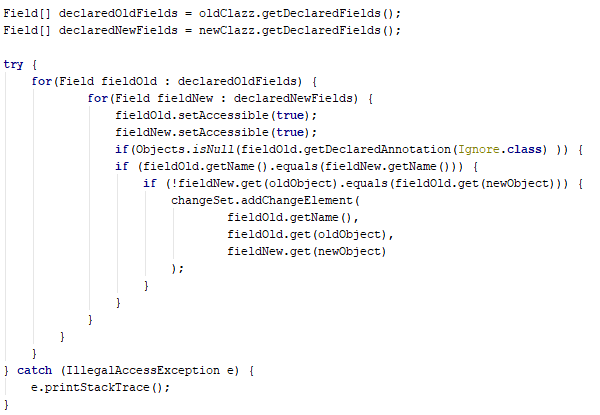 Field[] declaredOldFields = oldClazz.getDeclaredFields();
Field[] declaredNewFields = newClazz.getDeclaredFields();

try {
    for(Field fieldOld : declaredOldFields) {
            for(Field fieldNew : declaredNewFields) {
                fieldOld.setAccessible(true);
                fieldNew.setAccessible(true);
                if(Objects.isNull(fieldOld.getDeclaredAnnotation(Ignore.class) )) {
                if (fieldOld.getName().equals(fieldNew.getName())) {
                    if (!fieldNew.get(oldObject).equals(fieldOld.get(newObject))) {
                        changeSet.addChangeElement(
                                fieldOld.getName(),
                                fieldOld.get(oldObject),
                                fieldNew.get(newObject)
                        );
                    }
                }
            }
        }
    }
} catch (IllegalAccessException e) {
    e.printStackTrace();
}